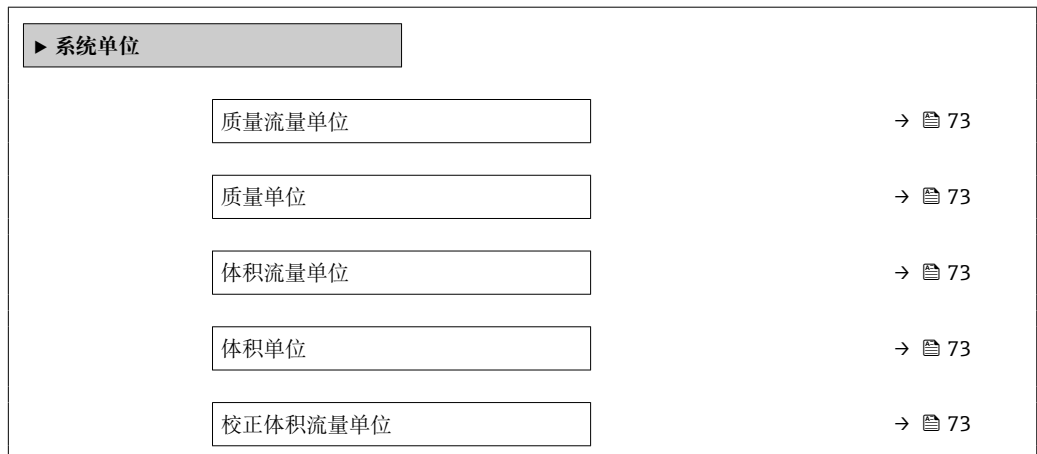 ▶ 系统单位
质量流量单位 → 73
质量单位 → 73
体积流量单位 → 73
体积单位 → 73
校正体积流量单位 → 73